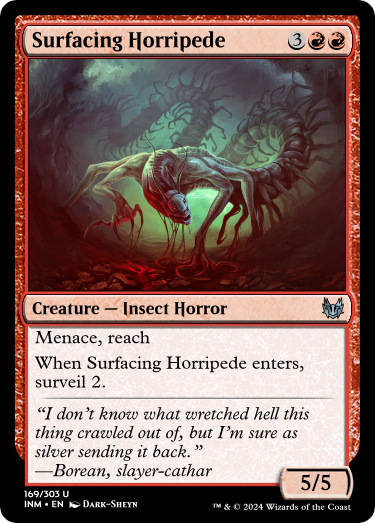 Surfacing Horripede 3
Creature — Insect Horror
Menace, reach
When Surfacing Horripede enters,
surveil 2.
“I don’t know what wretched hell this
thing crawled out of, but I’m sure as
silver sending it back.”
—Borean, slayer-cathar
5/5
169/303 U
INM • EN Dark-Sheyn
™ & © 2024 Wizards of the Coast